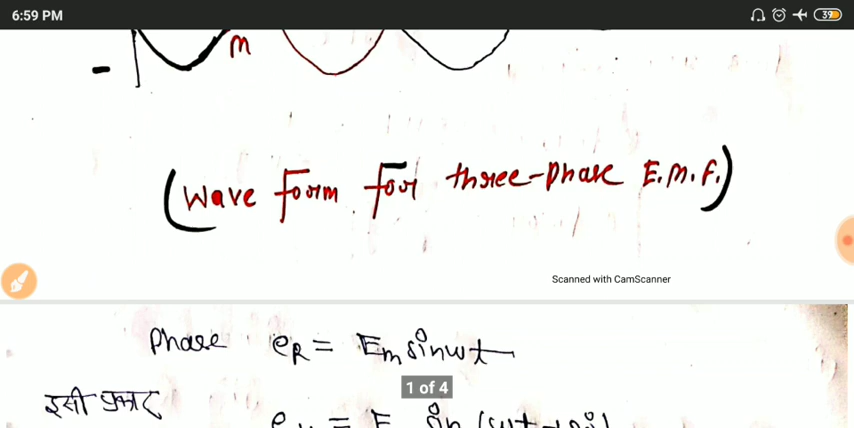 6:59 PM
39
-
m
(Wave form for three-phase E.M.F.)
Scanned with CamScanner
Phase e_R = E_m sinωt
1 of 4
इसी प्रकार